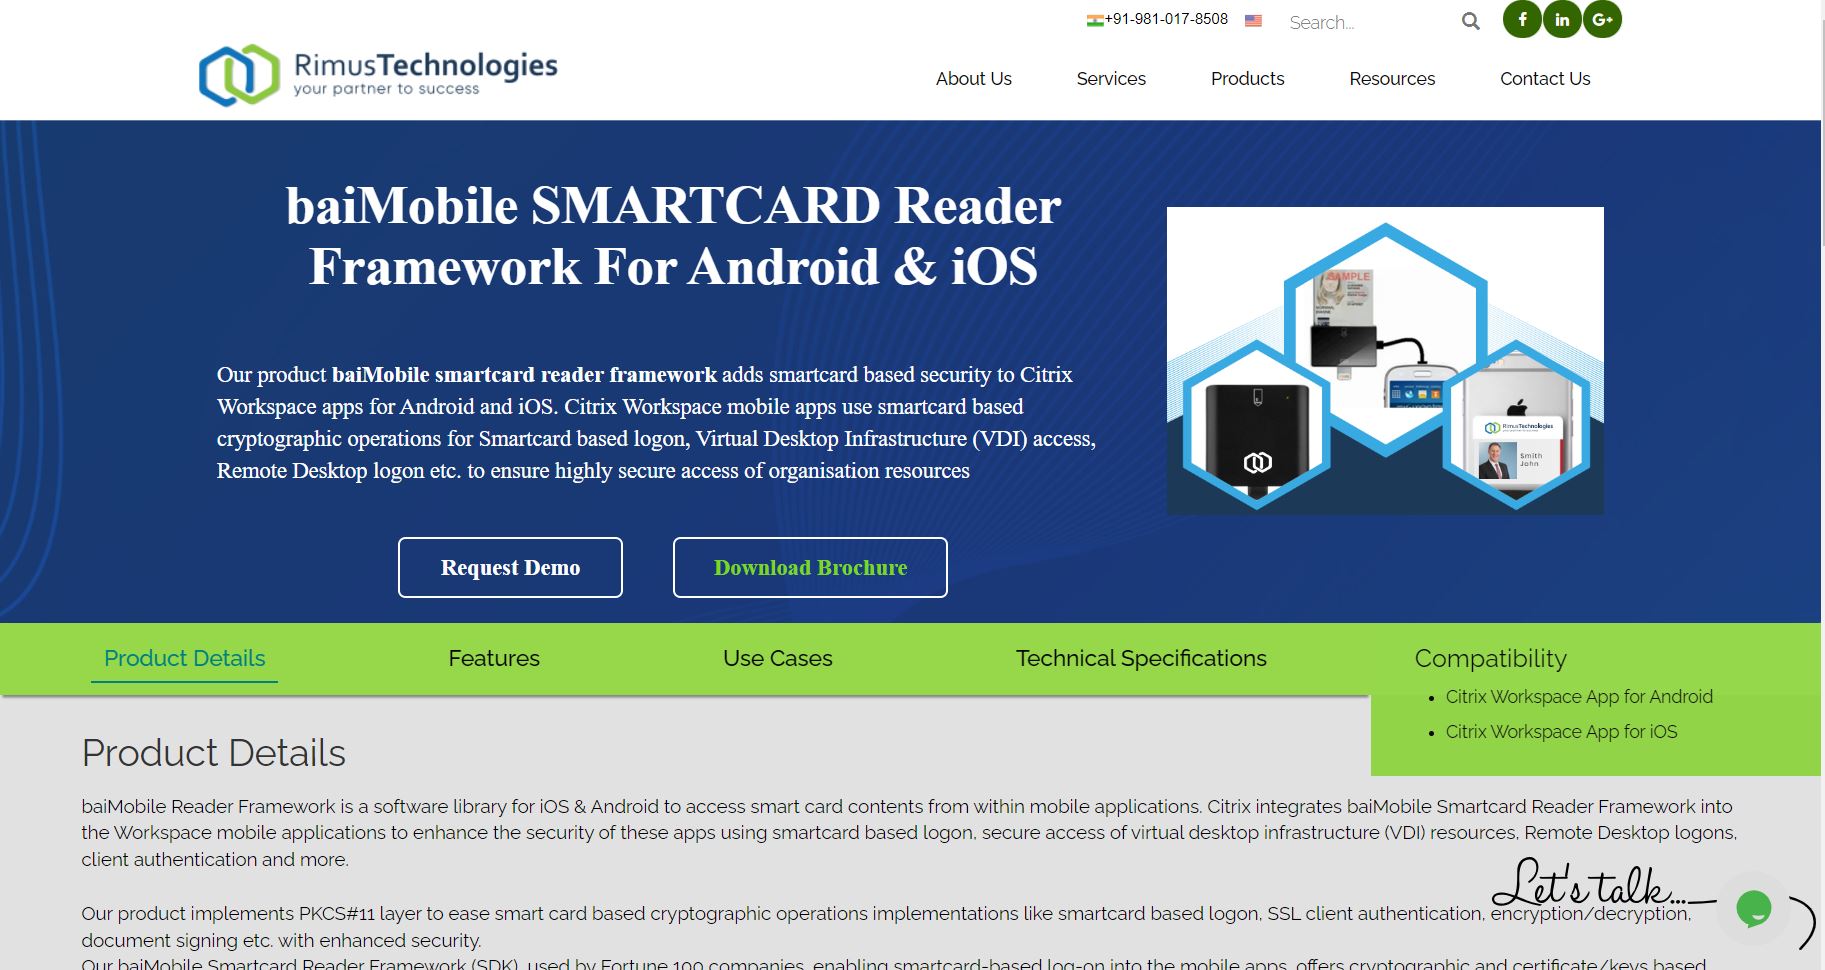 +91-981-017-8508
Search...
f
in
G+
RimusTechnologies
your partner to success
About Us
Services
Products
Resources
Contact Us
baiMobile SMARTCARD Reader
Framework For Android & iOS
Our product baiMobile smartcard reader framework adds smartcard based security to Citrix
Workspace apps for Android and iOS. Citrix Workspace mobile apps use smartcard based
cryptographic operations for Smartcard based logon, Virtual Desktop Infrastructure (VDI) access,
Remote Desktop logon etc. to ensure highly secure access of organisation resources
Request Demo
Download Brochure
SAMPLE
RimusTechnologies
Smith
John
Product Details
Features
Use Cases
Technical Specifications
Compatibility
• Citrix Workspace App for Android
• Citrix Workspace App for iOS
Product Details
baiMobile Reader Framework is a software library for iOS & Android to access smart card contents from within mobile applications. Citrix integrates baiMobile Smartcard Reader Framework into
the Workspace mobile applications to enhance the security of these apps using smartcard based logon, secure access of virtual desktop infrastructure (VDI) resources, Remote Desktop logons,
client authentication and more.
Let's talk...
Our product implements PKCS#11 layer to ease smart card based cryptographic operations implementations like smartcard based logon, SSL client authentication, encryption/decryption,
document signing etc. with enhanced security.
Our baiMobile Smartcard Reader Framework (SDK), used by Fortune 100 companies, enabling smartcard-based log-on into the mobile apps, offers cryptographic and certificate/keys based